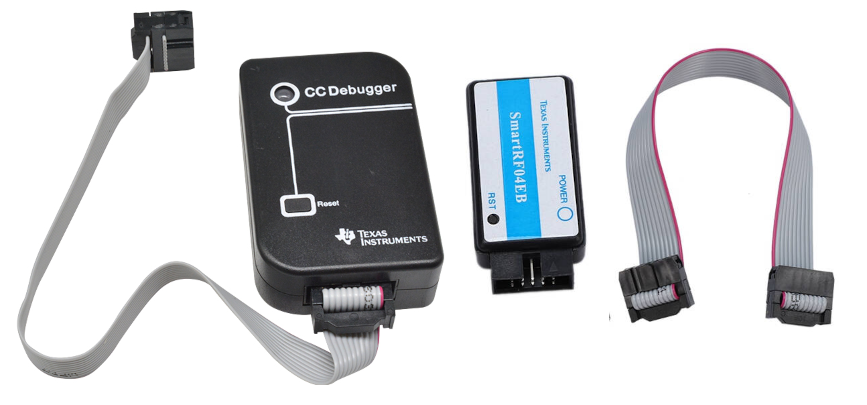 CC Debugger
Reset
TEXAS
INSTRUMENTS
TEXAS INSTRUMENTS
SmartRF04EB
POWER
RST